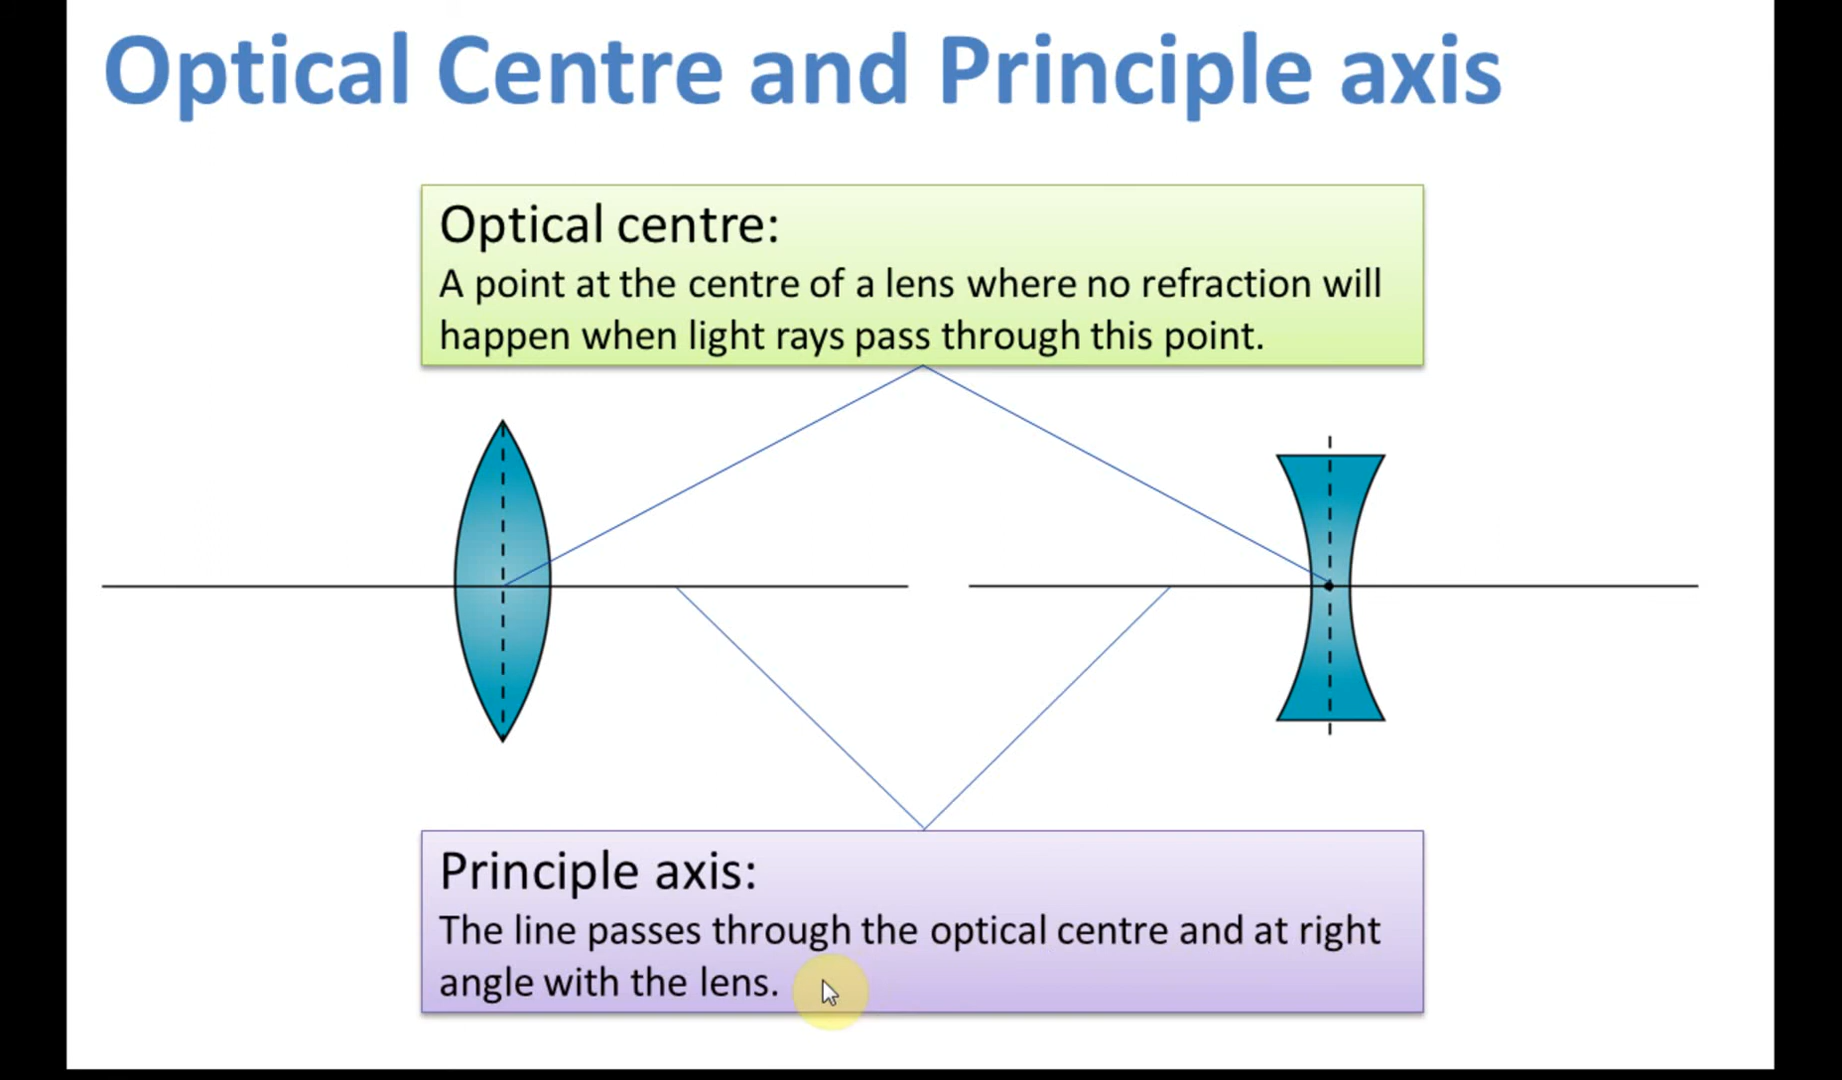 Optical Centre and Principle axis
Optical centre:
A point at the centre of a lens where no refraction will
happen when light rays pass through this point.
Principle axis:
The line passes through the optical centre and at right
angle with the lens.